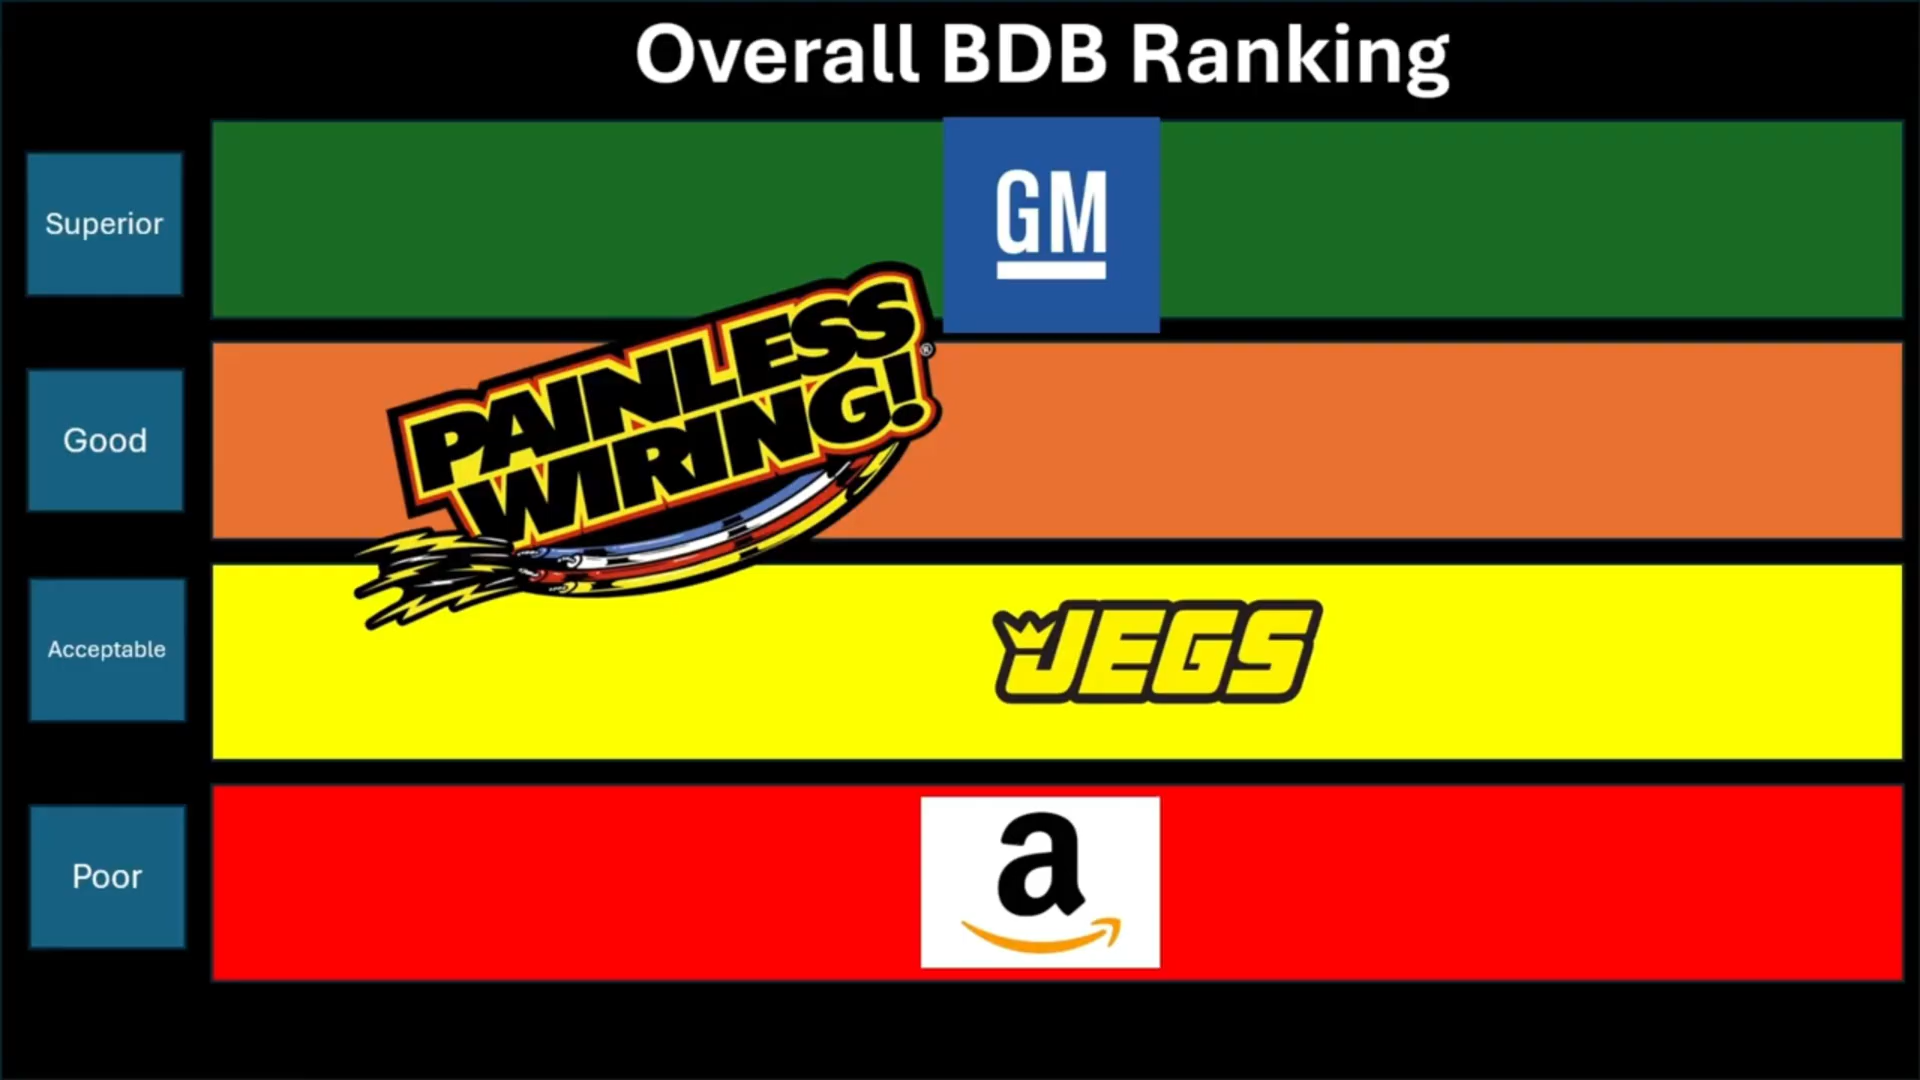 Overall BDB Ranking
Superior
GM
Good
PAINLESS
WIRING!
®
Acceptable
JEGS
Poor
a